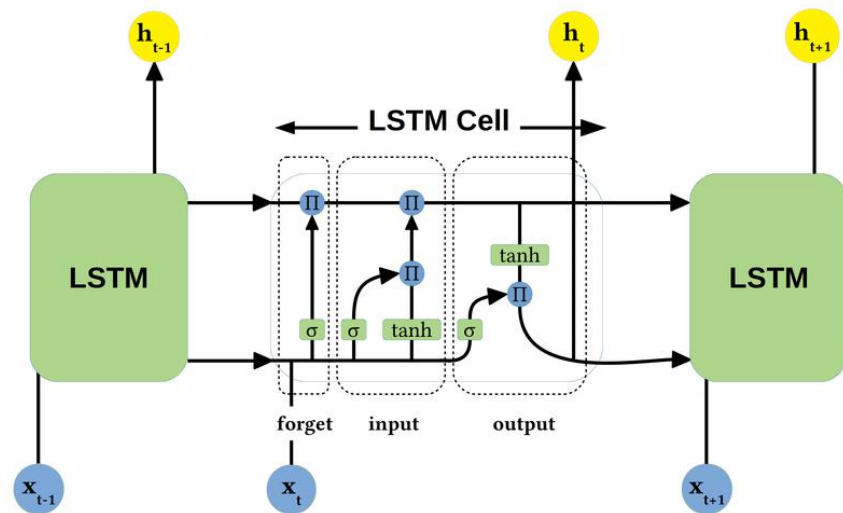 h t-1
h t
h t+1
LSTM Cell
Π
Π
LSTM
tanh
LSTM
Π
Π
σ
σ
tanh
σ
forget
input
output
x t-1
x t
x t+1